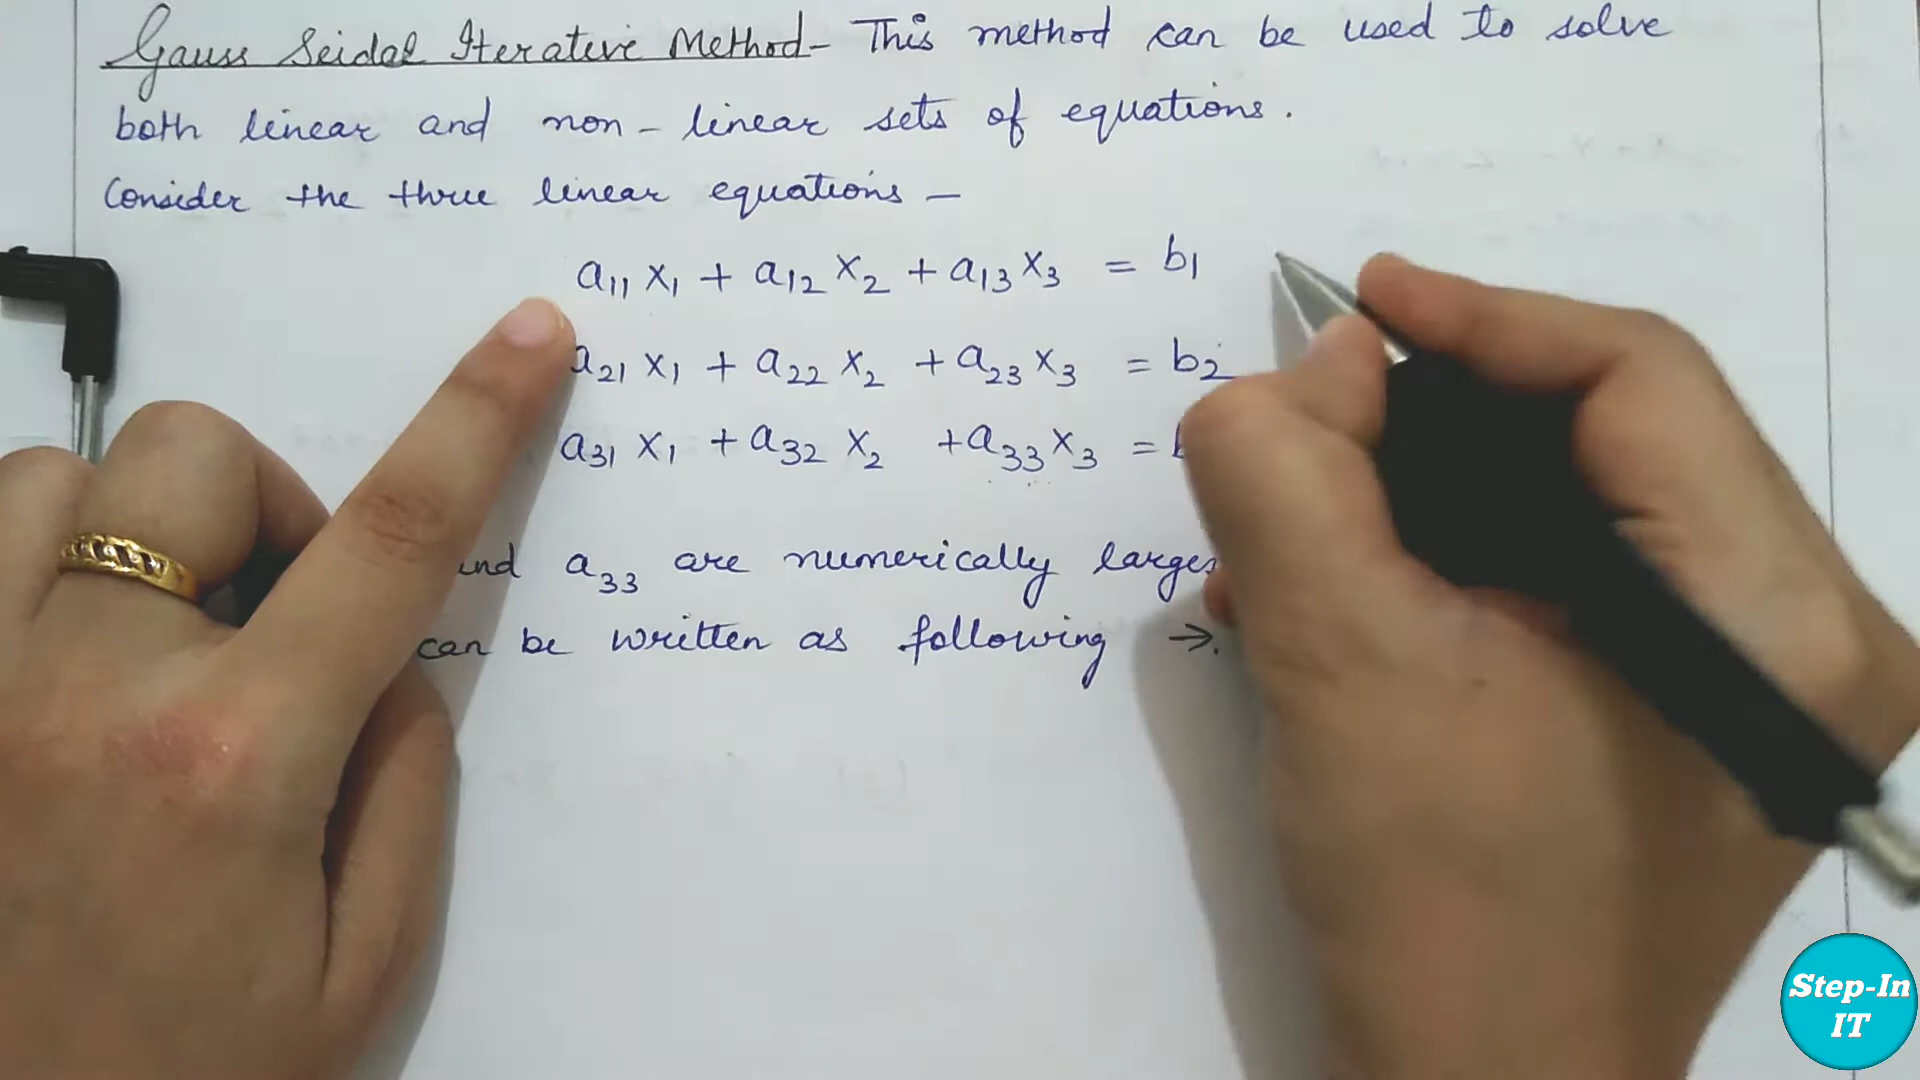 Gauss Seidal Iterative Method - This method can be used to solve
both linear and non-linear sets of equations.
Consider the three linear equations -
a11 x1 + a12 x2 + a13 x3 = b1
a21 x1 + a22 x2 + a23 x3 = b2
a31 x1 + a32 x2 + a33 x3 =
a33 are numerically
can be written as following →.
Step-In
IT